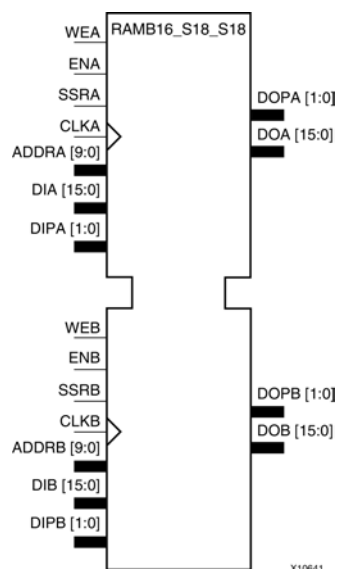 RAMB16_S18_S18
WEA
ENA
SSRA
CLKA
ADDRA [9:0]
DIA [15:0]
DIPA [1:0]
DOPA [1:0]
DOA [15:0]
WEB
ENB
SSRB
CLKB
ADDRB [9:0]
DIB [15:0]
DIPB [1:0]
DOPB [1:0]
DOB [15:0]
X10641